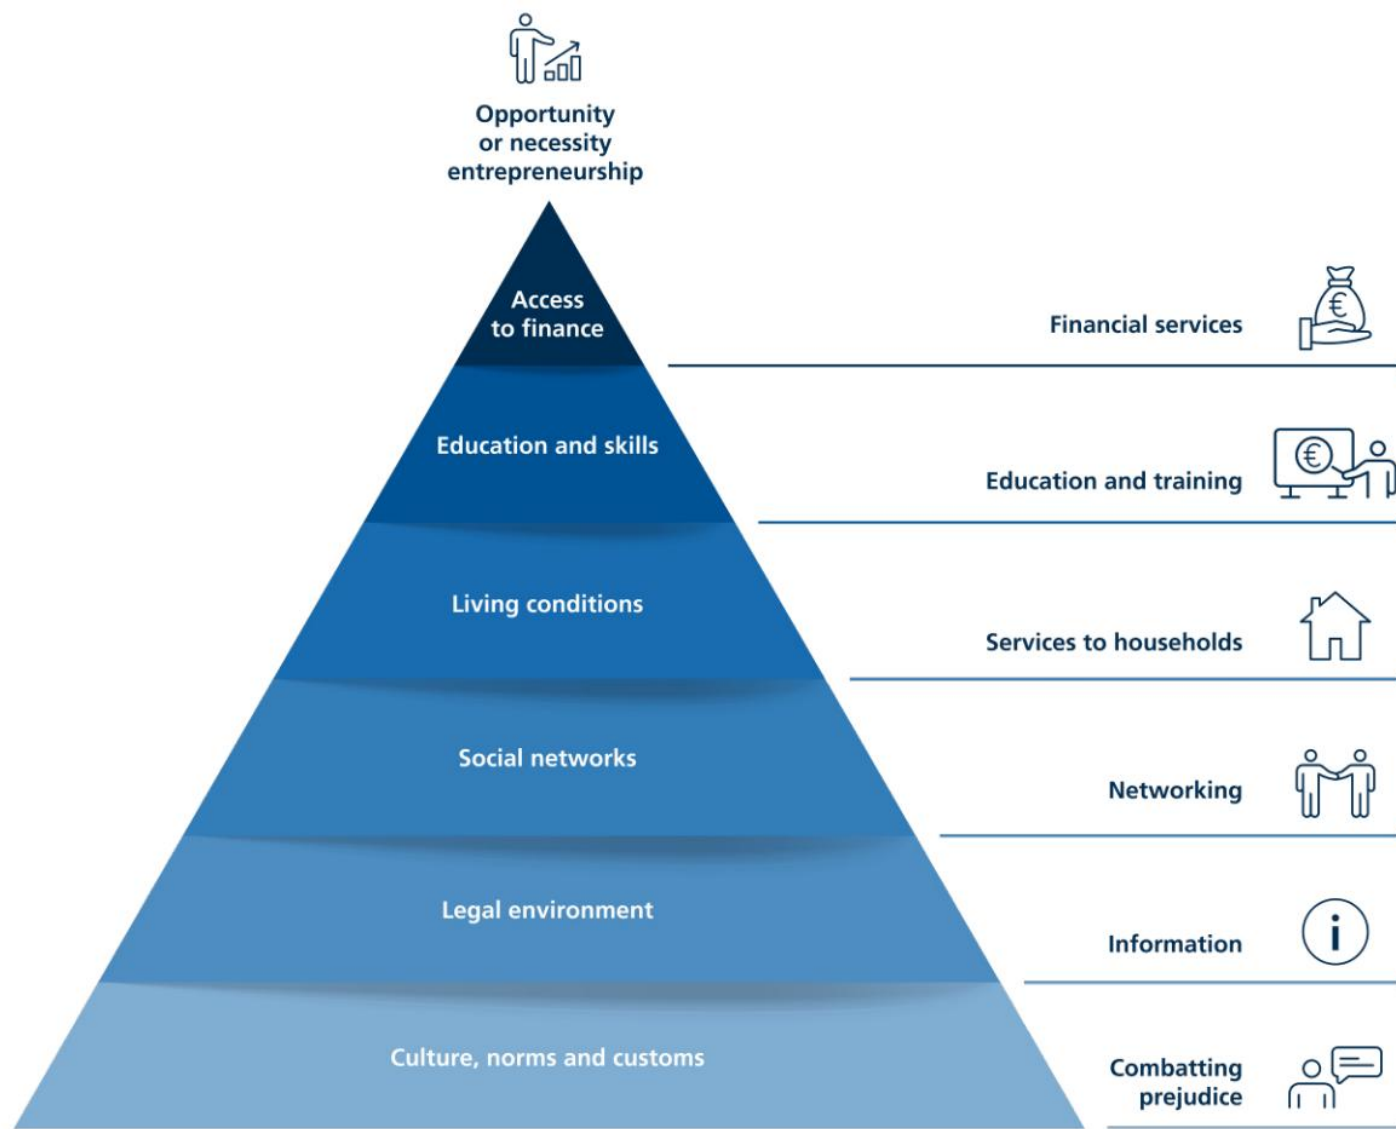 Opportunity
or necessity
entrepreneurship
Access
to finance
Financial services
€
Education and skills
Education and training
€
Living conditions
Services to households
Social networks
Networking
Legal environment
Information
i
Culture, norms and customs
Combatting
prejudice